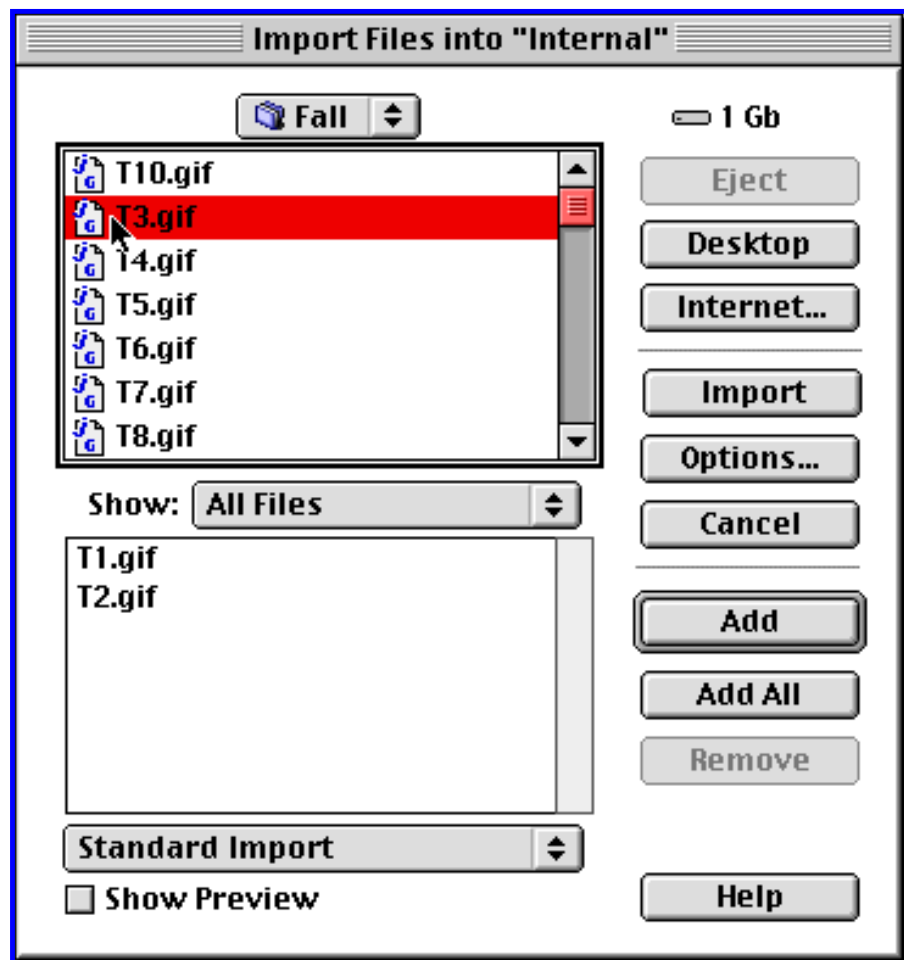 Import Files into "Internal"
Fall
1 Gb
T10.gif
T3.gif
T4.gif
T5.gif
T6.gif
T7.gif
T8.gif
Eject
Desktop
Internet...
Import
Options...
Cancel
Show: All Files
T1.gif
T2.gif
Add
Add All
Remove
Standard Import
Show Preview
Help